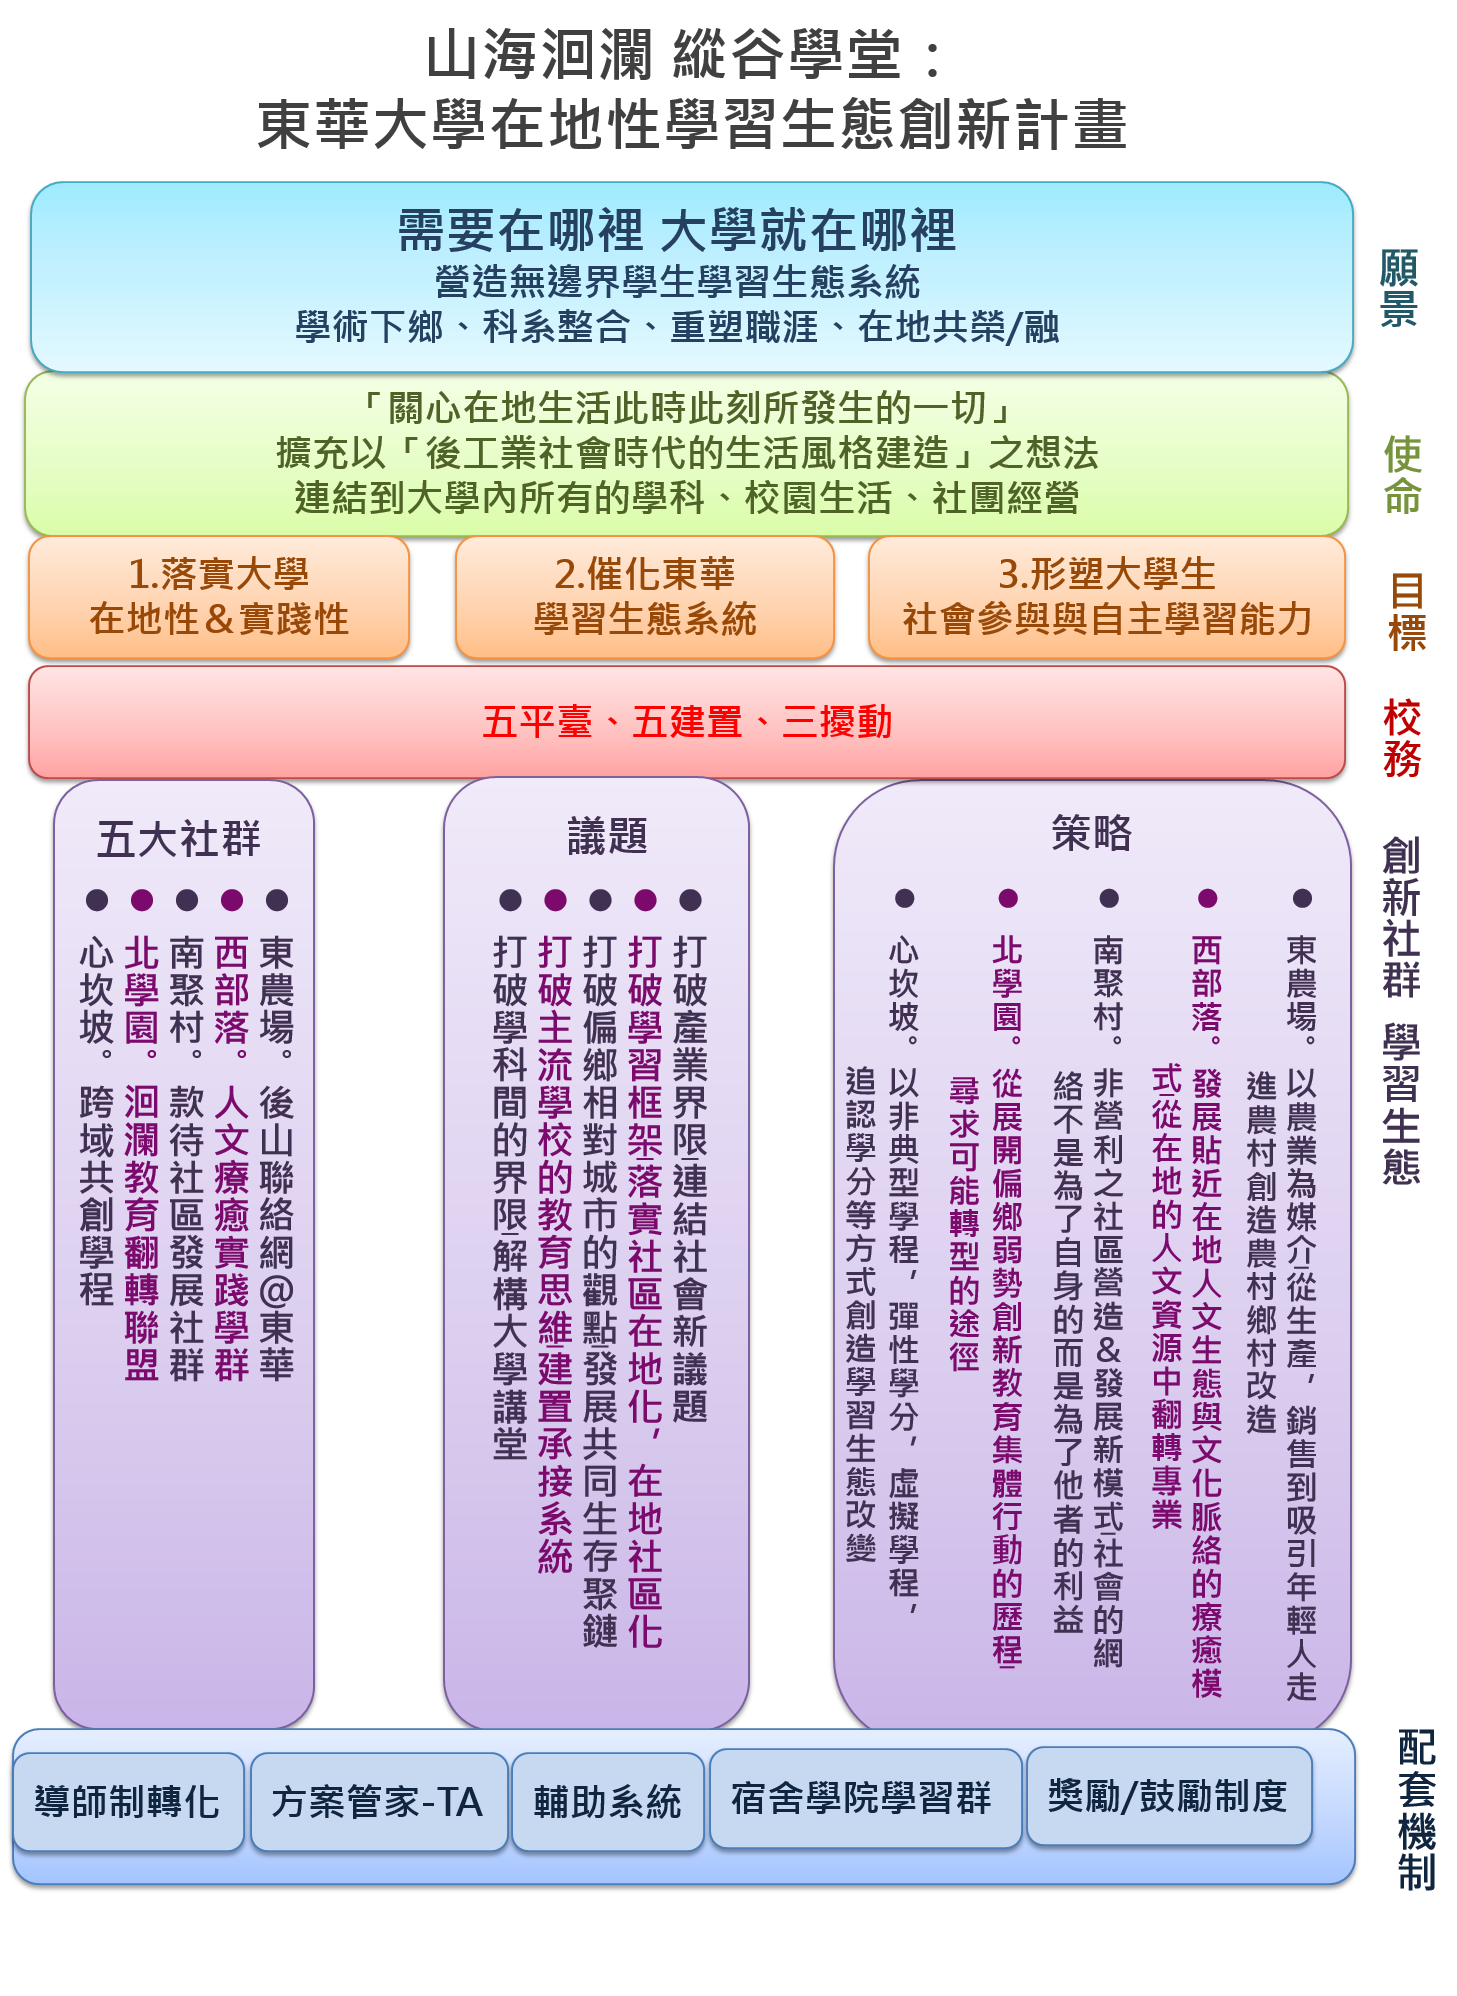 山海洄瀾 縱谷學堂：
東華大學在地性學習生態創新計畫
需要在哪裡 大學就在哪裡
營造無邊界學生學習生態系統
學術下鄉、科系整合、重塑職涯、在地共榮/融
願景
「關心在地生活此時此刻所發生的一切」
擴充以「後工業社會時代的生活風格建造」之想法
連結到大學內所有的學科、校園生活、社團經營
使命
1.落實大學
在地性&實踐性
2.催化東華
學習生態系統
3.形塑大學生
社會參與與自主學習能力
目標
五平臺、五建置、三擾動
校務
五大社群
● 東農場。後山聯絡網@東華
● 西部落。人文療癒實踐學群
● 南聚村。款待社區發展社群
● 北學園。洄瀾教育翻轉聯盟
● 心坎坡。跨域共創學程
議題
● 打破產業界限_連結社會新議題
● 打破學習框架_落實社區在地化，在地社區化
● 打破偏鄉相對城市的觀點_發展共同生存聚鏈
● 打破主流學校的教育思維_建置承接系統
● 打破學科間的界限_解構大學講堂
策略
● 東農場。以農業為媒介_從生產，銷售到吸引年輕人走
進農村創造農村鄉村改造
● 西部落。發展貼近在地人文生態與文化脈絡的療癒模
式_從在地的人文資源中翻轉專業
● 南聚村。非營利之社區營造&發展新模式_社會的網
絡不是為了自身的而是為了他者的利益
● 北學園。從展開偏鄉弱勢創新教育集體行動的歷程_
尋求可能轉型的途徑
● 心坎坡。以非典型學程，彈性學分，虛擬學程，
追認學分等方式創造學習生態改變
創新社群 學習生態
導師制轉化
方案管家-TA
輔助系統
宿舍學院學習群
獎勵/鼓勵制度
配套機制